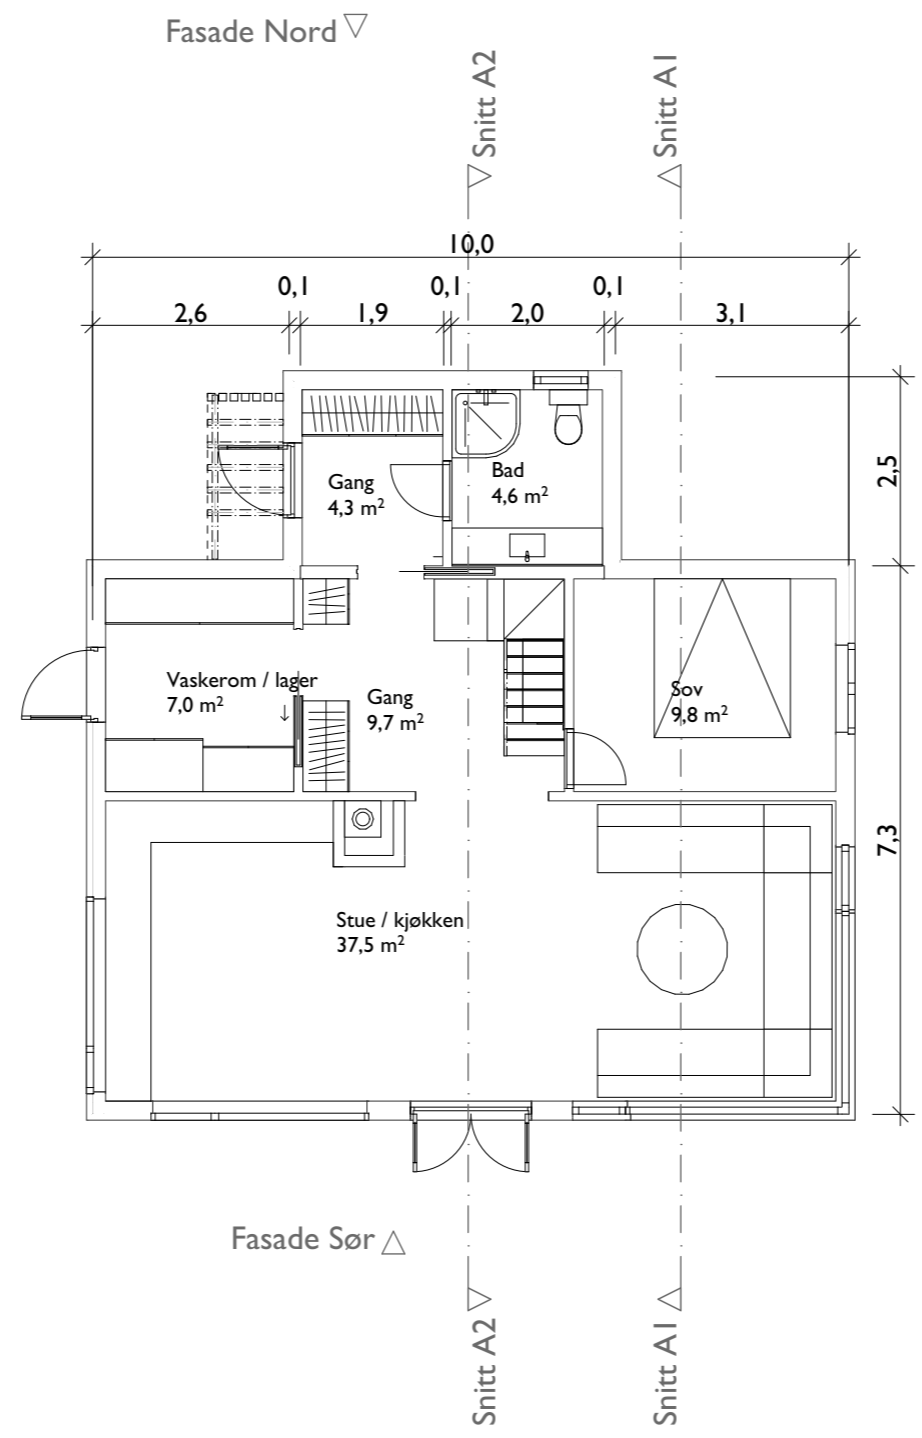 Fasade Nord
Snitt A2
Snitt A1
10,0
0,1
0,1
0,1
2,6
1,9
2,0
3,1
2,5
Gang
4,3 m²
Bad
4,6 m²
Vaskerom / lager
7,0 m²
Gang
9,7 m²
Sov
9,8 m²
7,3
Stue / kjøkken
37,5 m²
Fasade Sør
Snitt A2
Snitt A1